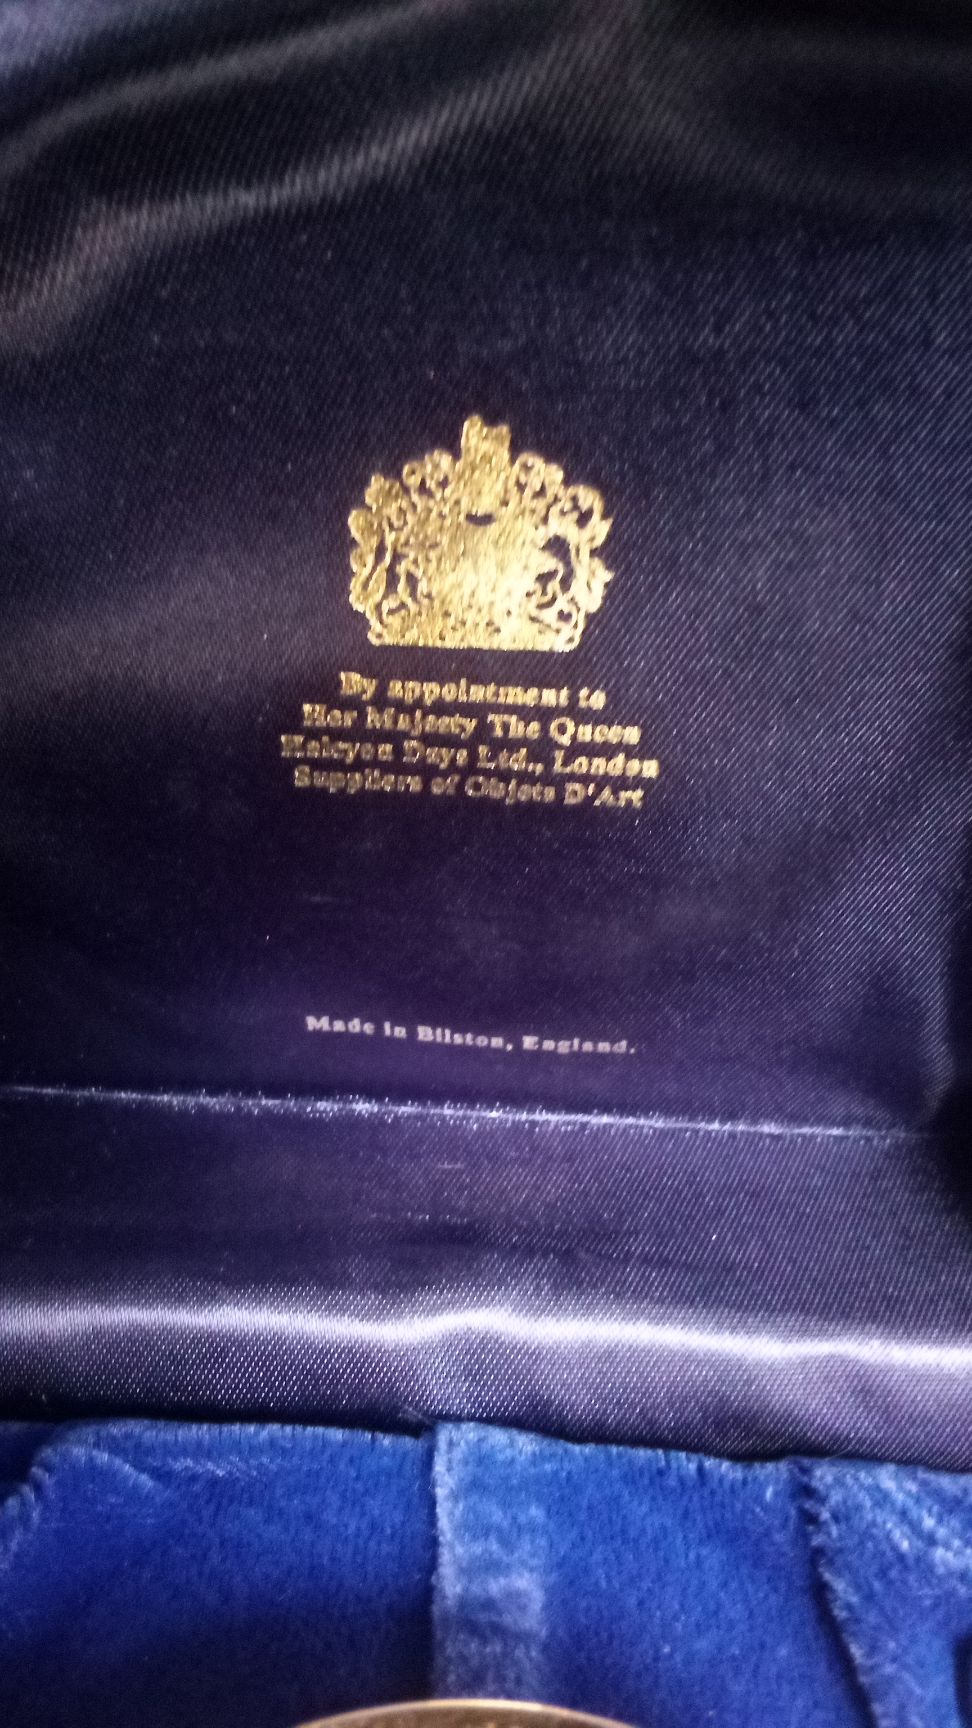 By appointment to
Her Majesty The Queen
Halcyon Days Ltd., London
Suppliers of Objets D'Art
Made in Bilston, England.